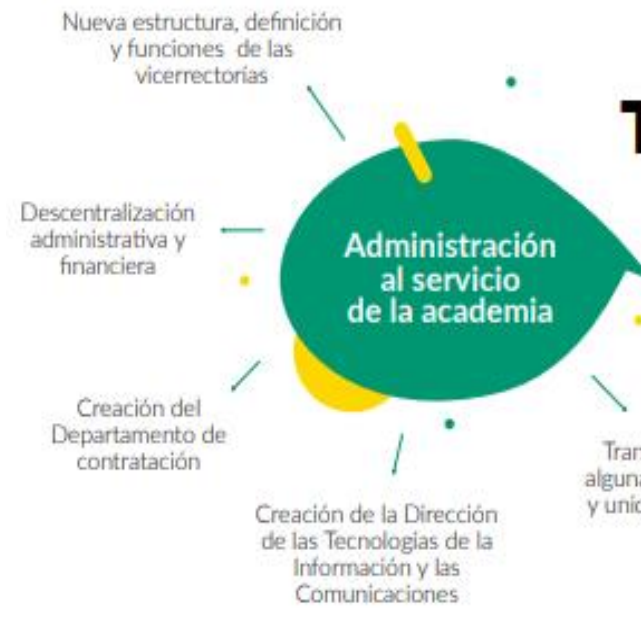 Nueva estructura, definición
y funciones de las
vicerrectorías
T
Descentralización
administrativa y
financiera
Administración
al servicio
de la academia
Creación del
Departamento de
contratación
Creación de la Dirección
de las Tecnologías de la
Información y las
Comunicaciones
y